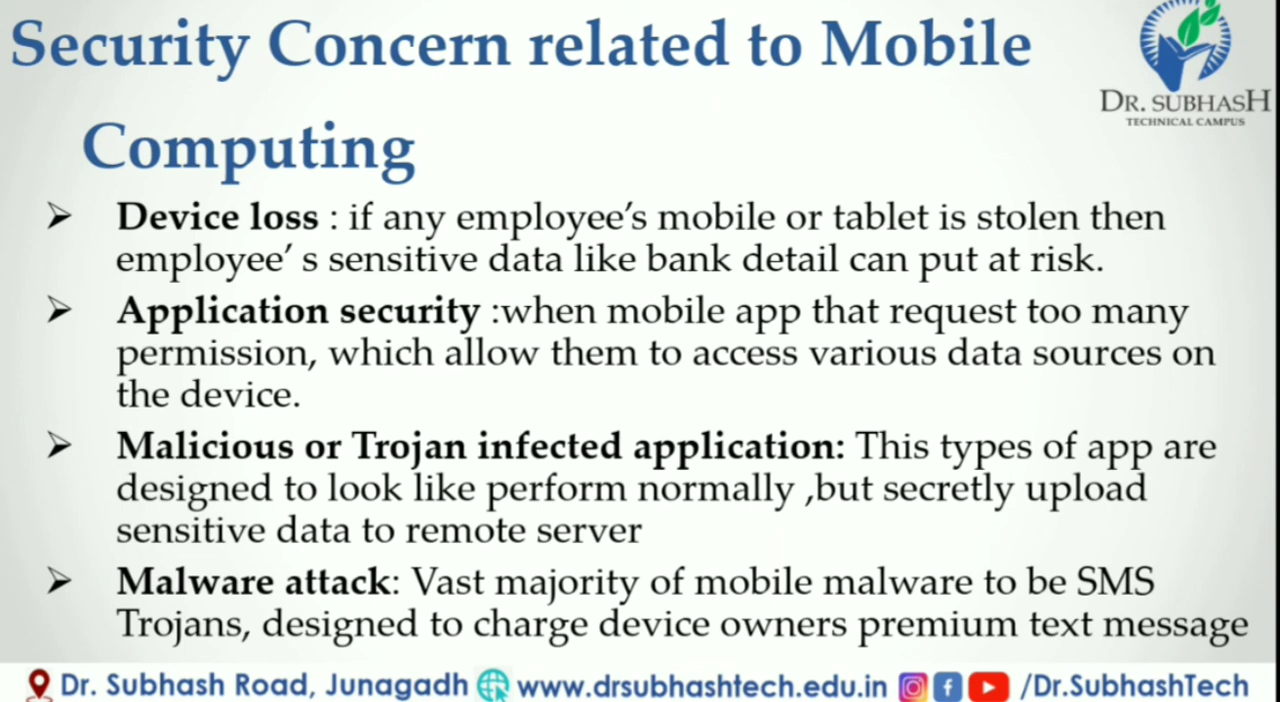 Security Concern related to Mobile
Computing
DR. SUBHASH
TECHNICAL CAMPUS
➢ Device loss : if any employee's mobile or tablet is stolen then
employee' s sensitive data like bank detail can put at risk.
➢ Application security :when mobile app that request too many
permission, which allow them to access various data sources on
the device.
➢ Malicious or Trojan infected application: This types of app are
designed to look like perform normally ,but secretly upload
sensitive data to remote server
➢ Malware attack: Vast majority of mobile malware to be SMS
Trojans, designed to charge device owners premium text message
Dr. Subhash Road, Junagadh www.drsubhashtech.edu.in /Dr.SubhashTech